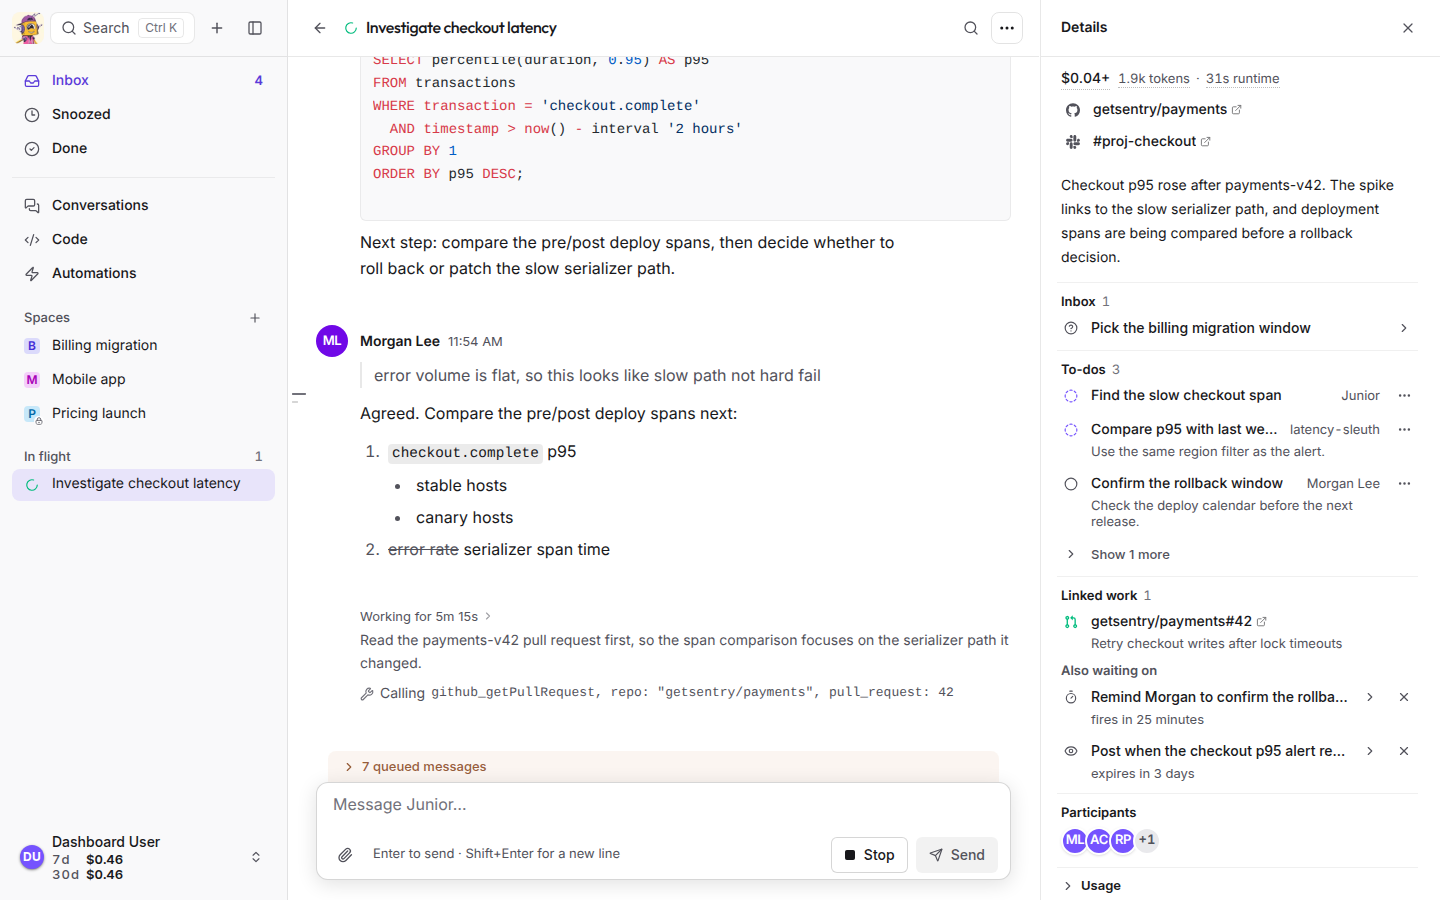 Search Ctrl K
Inbox 4
Snoozed
Done
Conversations
Code
Automations
Spaces
B Billing migration
M Mobile app
P Pricing launch
In flight 1
Investigate checkout latency
DU Dashboard User
7d $0.46
30d $0.46
Investigate checkout latency
SELECT percentile(duration, 0.95) AS p95
FROM transactions
WHERE transaction = 'checkout.complete'
AND timestamp > now() - interval '2 hours'
GROUP BY 1
ORDER BY p95 DESC;
Next step: compare the pre/post deploy spans, then decide whether to
roll back or patch the slow serializer path.
ML Morgan Lee 11:54 AM
error volume is flat, so this looks like slow path not hard fail
Agreed. Compare the pre/post deploy spans next:
1. checkout.complete p95
• stable hosts
• canary hosts
2. error rate serializer span time
Working for 5m 15s
Read the payments-v42 pull request first, so the span comparison focuses on the serializer path it
changed.
Calling github_getPullRequest, repo: "getsentry/payments", pull_request: 42
7 queued messages
Message Junior...
Enter to send · Shift+Enter for a new line
Stop
Send
Details
$0.04+ 1.9k tokens · 31s runtime
getsentry/payments
#proj-checkout
Checkout p95 rose after payments-v42. The spike
links to the slow serializer path, and deployment
spans are being compared before a rollback
decision.
Inbox 1
Pick the billing migration window
To-dos 3
Find the slow checkout span Junior
Compare p95 with last we... latency-sleuth
Use the same region filter as the alert.
Confirm the rollback window Morgan Lee
Check the deploy calendar before the next
release.
Show 1 more
Linked work 1
getsentry/payments#42
Retry checkout writes after lock timeouts
Also waiting on
Remind Morgan to confirm the rollba...
fires in 25 minutes
Post when the checkout p95 alert re...
expires in 3 days
Participants
ML AC RP +1
Usage